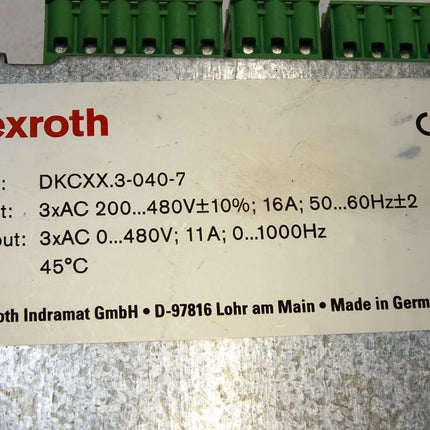 exroth
: DKCXX.3-040-7
t: 3xAC 200...480V±10%; 16A; 50...60Hz±2
out: 3xAC 0...480V; 11A; 0...1000Hz
45°C
oth Indramat GmbH • D-97816 Lohr am Main • Made in Germ